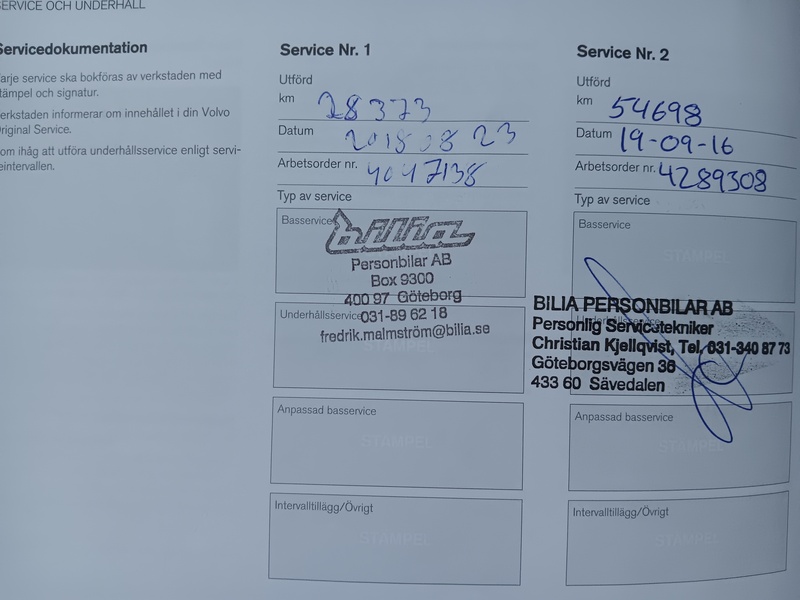 SERVICE OCH UNDERHÅLL
Servicedokumentation
Varje service ska bokföras av verkstaden med
stämpel och signatur.
Verkstaden informerar om innehållet i din Volvo
Original Service.
Kom ihåg att utföra underhållsservice enligt servi-
ceintervallen.
Service Nr. 1
Utförd
km 28373
Datum 2018 08 23
Arbetsorder nr. 4047138
Typ av service
Basservice
Bilia
Personbilar AB
Box 9300
400 97 Göteborg
Underhållsservice
031-89 62 18
fredrik.malmström@bilia.se
STÄMPEL
Anpassad basservice
STÄMPEL
Intervalltillägg/Övrigt
STÄMPEL
Service Nr. 2
Utförd
km 54698
Datum 19-09-16
Arbetsorder nr. 4289308
Typ av service
Basservice
STÄMPEL
BILIA PERSONBILAR AB
Underhållsservice
Personlig Servicetekniker
Christian Kjellqvist, Tel. 031-340 87 73
Göteborgsvägen 36
433 60 Sävedalen
Anpassad basservice
STÄMPEL
Intervalltillägg/Övrigt
STÄMPEL